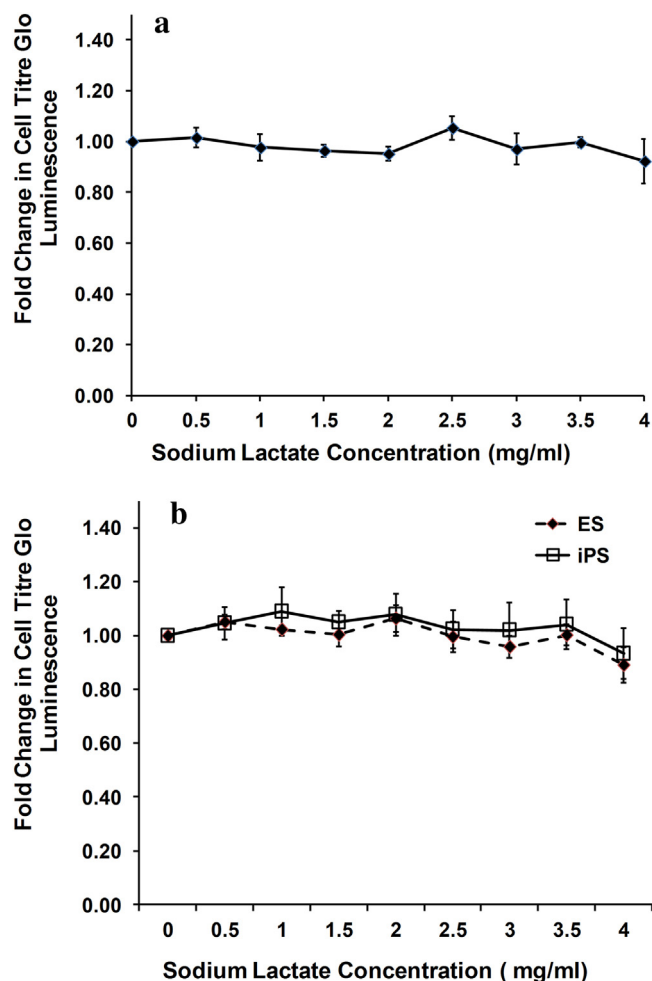 a
Fold Change in Cell Titre Glo
Luminescence
1.40
1.20
1.00
0.80
0.60
0.40
0.20
0.00
0 0.5 1 1.5 2 2.5 3 3.5 4
Sodium Lactate Concentration (mg/ml)
b
Fold Change in Cell Titre Glo
Luminescence
ES
iPS
1.40
1.20
1.00
0.80
0.60
0.40
0.20
0.00
0 0.5 1 1.5 2 2.5 3 3.5 4
Sodium Lactate Concentration ( mg/ml)